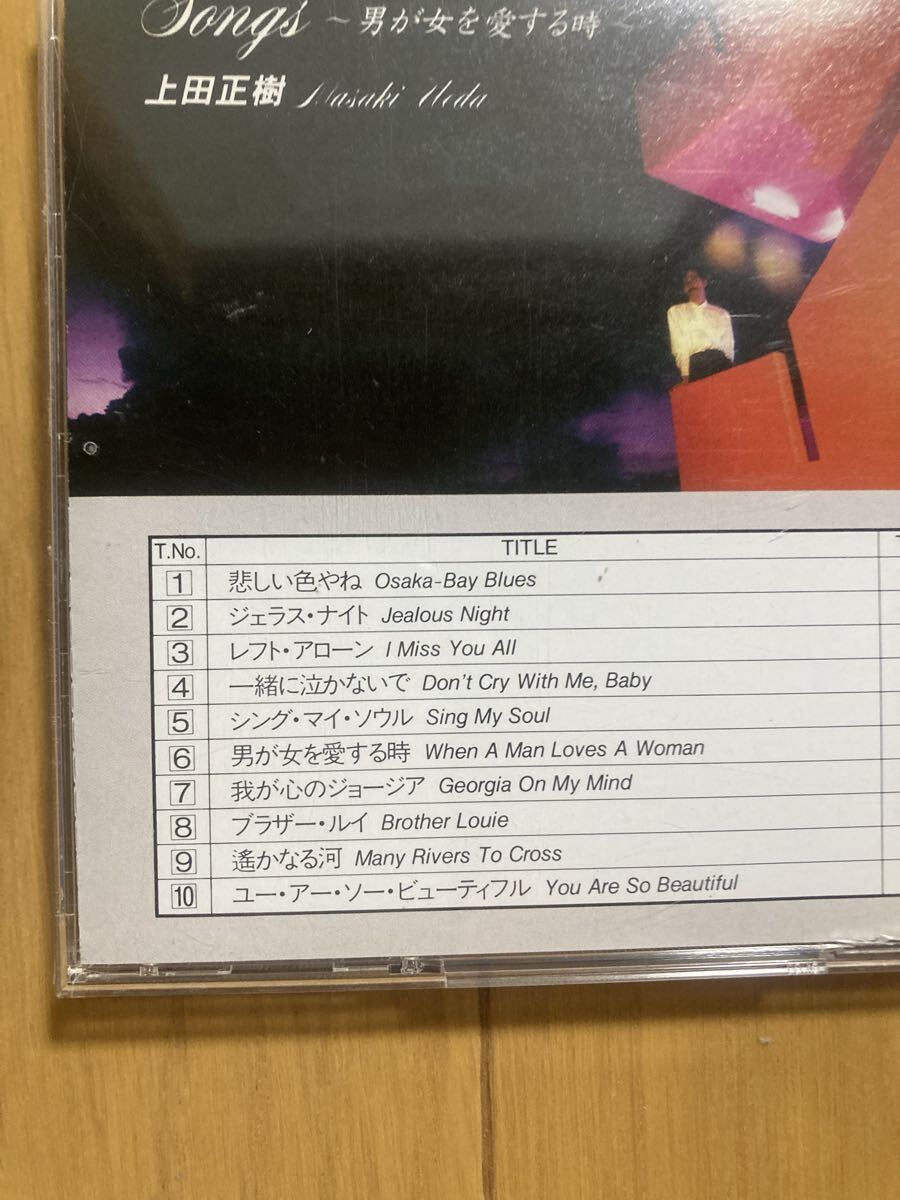 Songs ～男が女を愛する時～
上田正樹 Masaki Ueda
T.No. TITLE T
1 悲しい色やね Osaka-Bay Blues
2 ジェラス・ナイト Jealous Night
3 レフト・アローン I Miss You All
4 一緒に泣かないで Don't Cry With Me, Baby
5 シング・マイ・ソウル Sing My Soul
6 男が女を愛する時 When A Man Loves A Woman
7 我が心のジョージア Georgia On My Mind
8 ブラザー・ルイ Brother Louie
9 遙かなる河 Many Rivers To Cross
10 ユー・アー・ソー・ビューティフル You Are So Beautiful